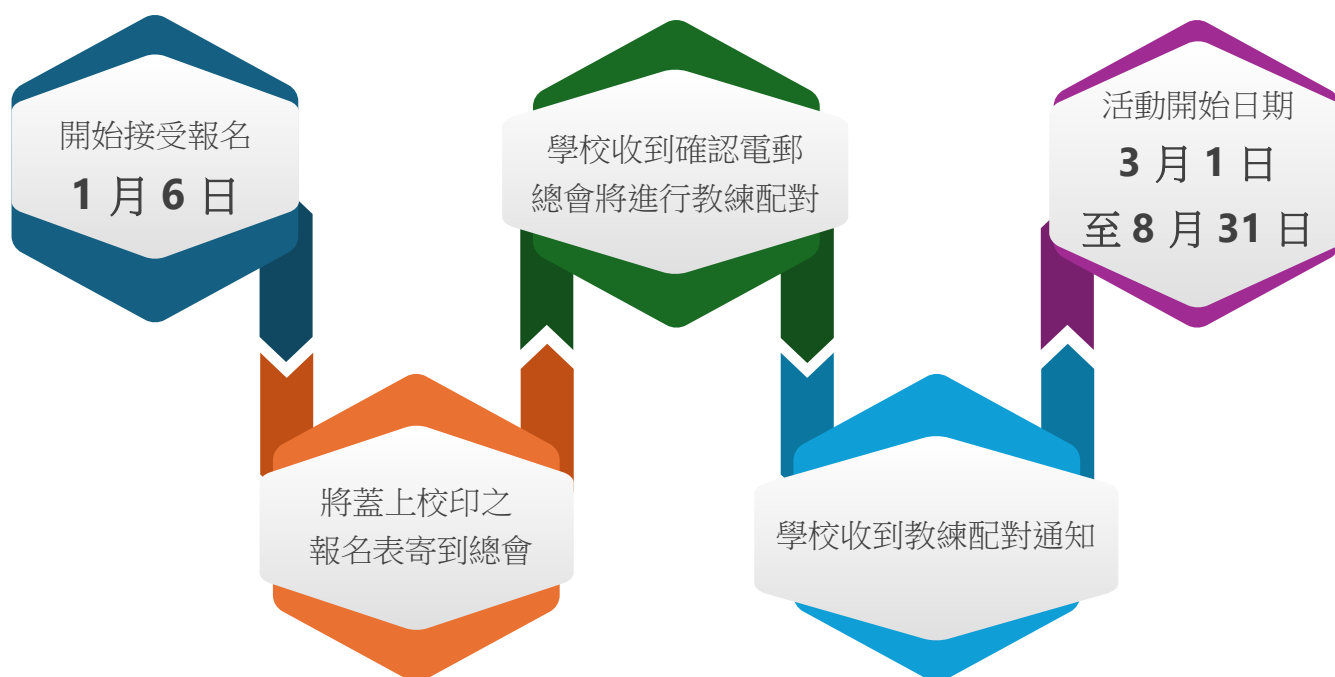 開始接受報名
1 月 6 日
將蓋上校印之
報名表寄到總會
學校收到確認電郵
總會將進行教練配對
學校收到教練配對通知
活動開始日期
3 月 1 日
至 8 月 31 日